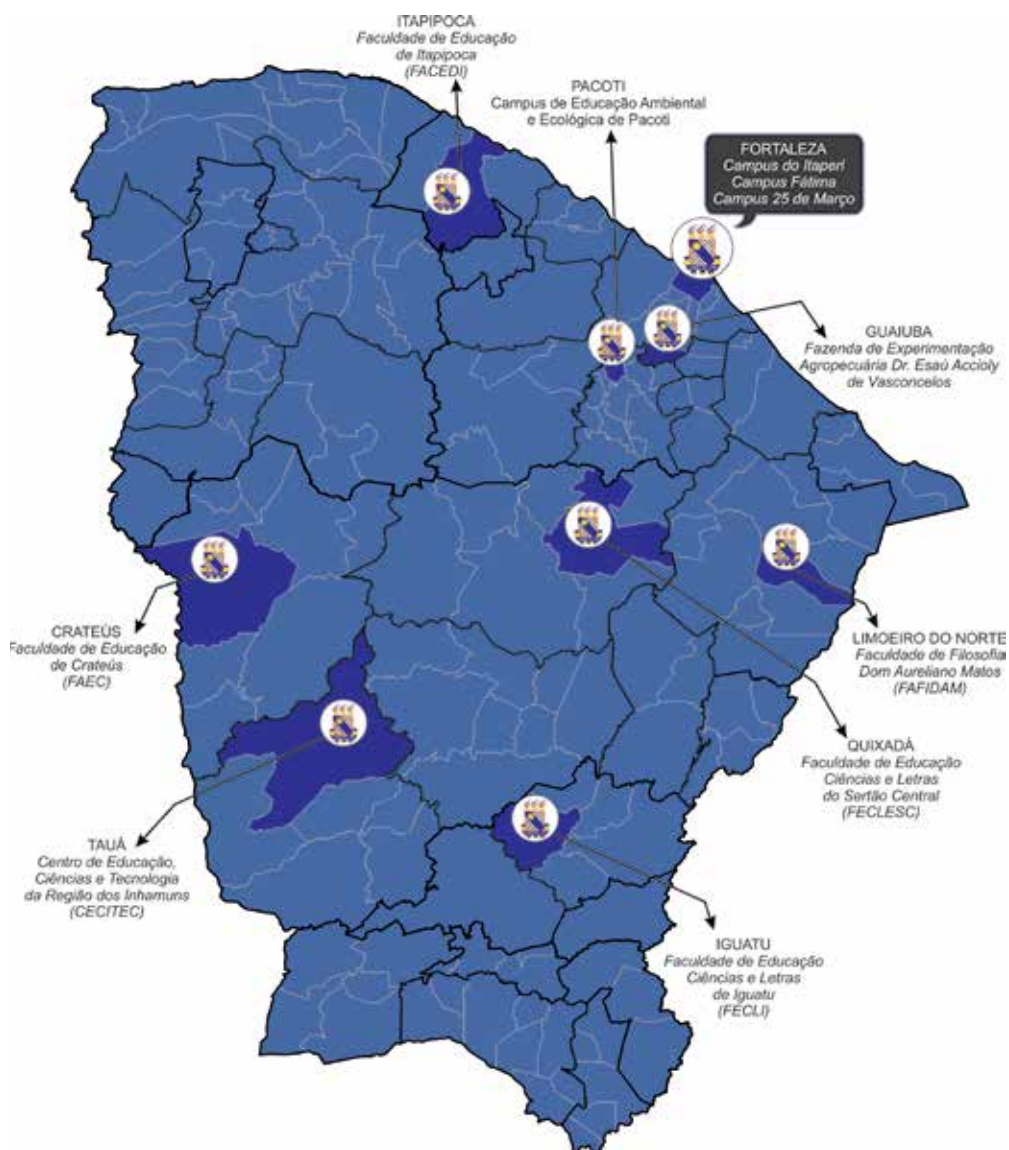 ITAPIPOCA
Faculdade de Educação
de Itapipoca
(FACEDI)
PACOTI
Campus de Educação Ambiental
e Ecológica de Pacoti
FORTALEZA
Campus do Itaperi
Campus Fátima
Campus 25 de Março
GUAIUBA
Fazenda de Experimentação
Agropecuária Dr. Esaú Accioly
de Vasconcelos
CRATEÚS
Faculdade de Educação
de Crateús
(FAEC)
LIMOEIRO DO NORTE
Faculdade de Filosofia
Dom Aureliano Matos
(FAFIDAM)
QUIXADÁ
Faculdade de Educação
Ciências e Letras
do Sertão Central
(FECLESC)
TAUÁ
Centro de Educação,
Ciências e Tecnologia
da Região dos Inhamuns
(CECITEC)
IGUATU
Faculdade de Educação
Ciências e Letras
de Iguatu
(FECLI)